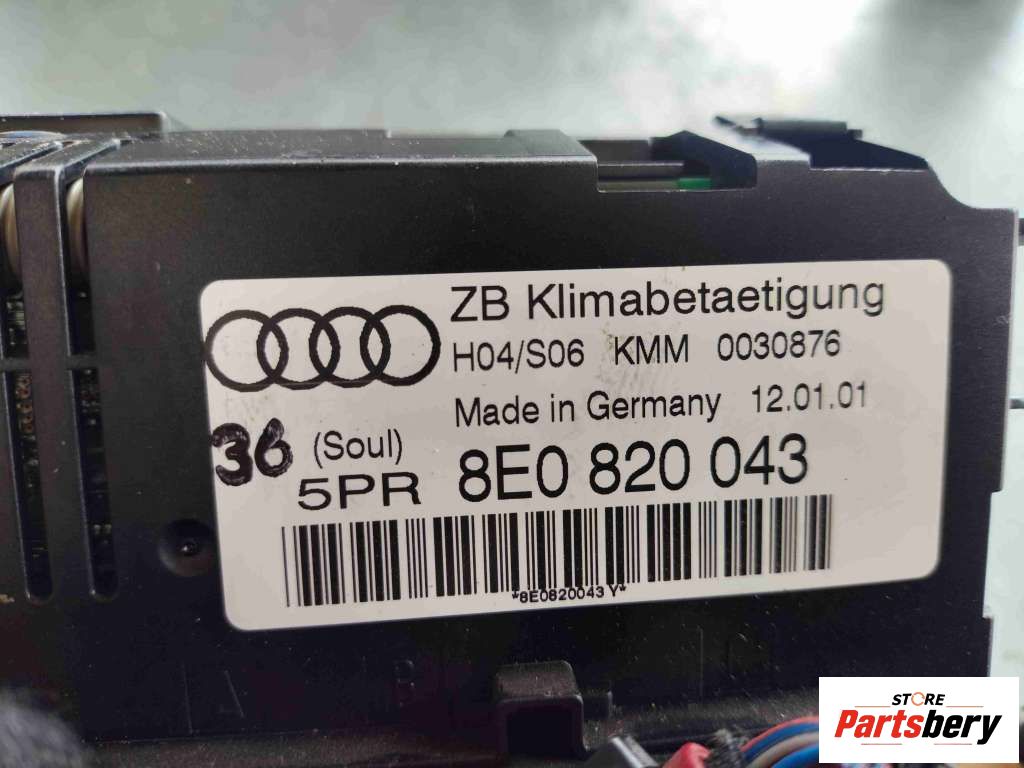 ZB Klimabetaetigung
H04/S06 KMM 0030876
Made in Germany 12.01.01
36 (Soul)
5PR 8E0 820 043
*8E0820043 Y*
A B
STORE
Partsbery